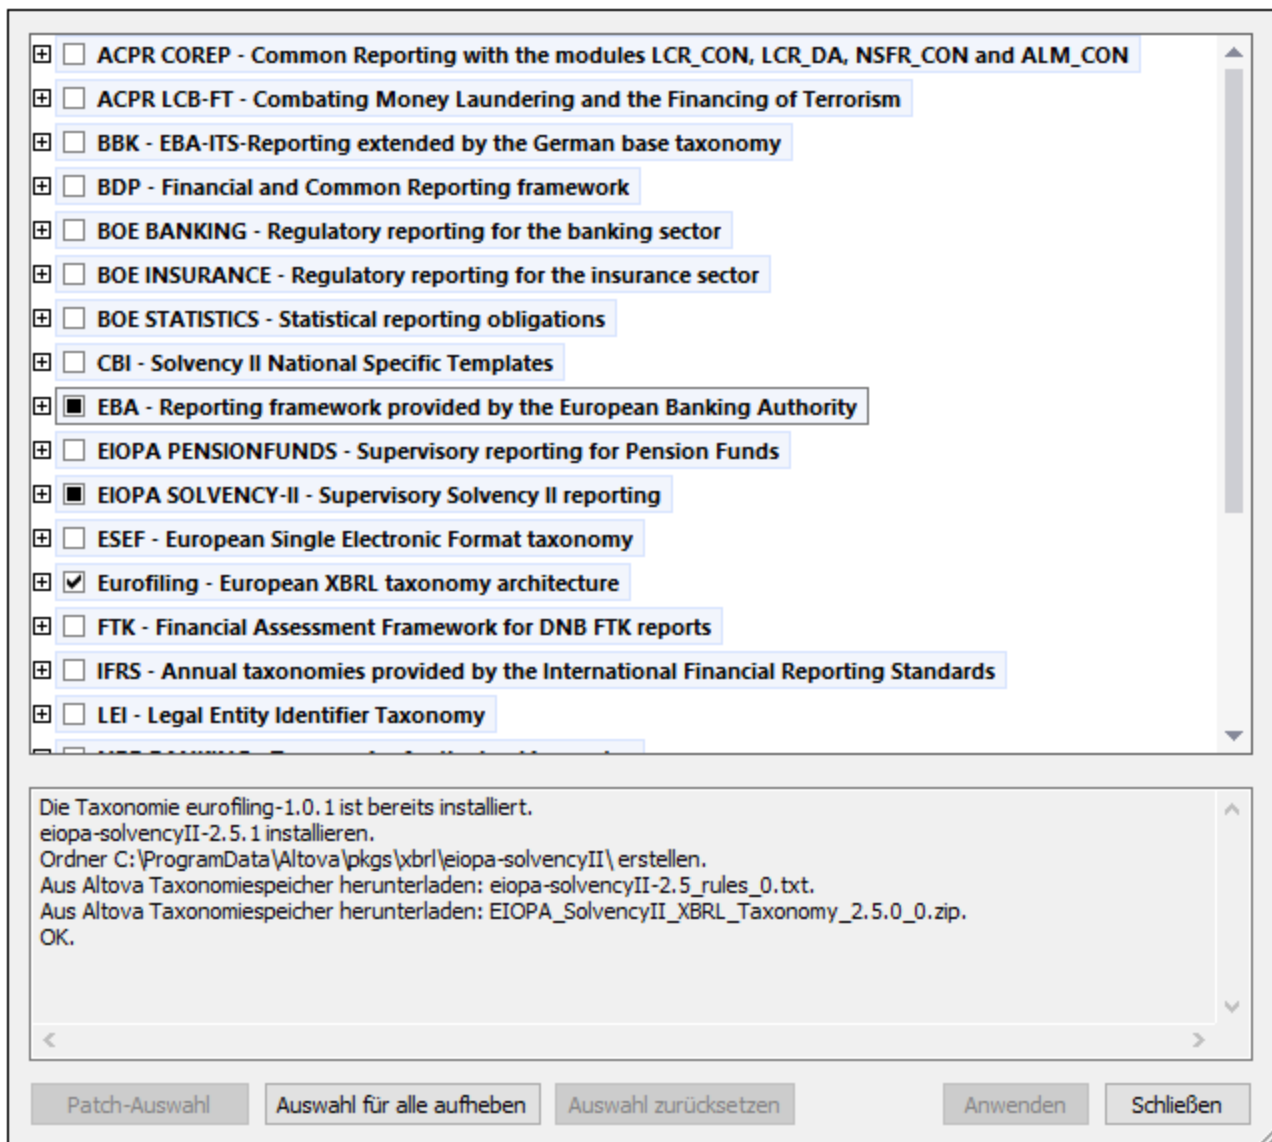 ACPR COREP - Common Reporting with the modules LCR_CON, LCR_DA, NSFR_CON and ALM_CON
ACPR LCB-FT - Combating Money Laundering and the Financing of Terrorism
BBK - EBA-ITS-Reporting extended by the German base taxonomy
BDP - Financial and Common Reporting framework
BOE BANKING - Regulatory reporting for the banking sector
BOE INSURANCE - Regulatory reporting for the insurance sector
BOE STATISTICS - Statistical reporting obligations
CBI - Solvency II National Specific Templates
EBA - Reporting framework provided by the European Banking Authority
EIOPA PENSIONFUNDS - Supervisory reporting for Pension Funds
EIOPA SOLVENCY-II - Supervisory Solvency II reporting
ESEF - European Single Electronic Format taxonomy
Eurofiling - European XBRL taxonomy architecture
FTK - Financial Assessment Framework for DNB FTK reports
IFRS - Annual taxonomies provided by the International Financial Reporting Standards
LEI - Legal Entity Identifier Taxonomy
Die Taxonomie eurofiling-1.0.1 ist bereits installiert.
eiopa-solvencyII-2.5.1 installieren.
Ordner C:\ProgramData\Altova\pkgs\xbrl\eiopa-solvencyII\ erstellen.
Aus Altova Taxonomiespeicher herunterladen: eiopa-solvencyII-2.5_rules_0.txt.
Aus Altova Taxonomiespeicher herunterladen: EIOPA_SolvencyII_XBRL_Taxonomy_2.5.0_0.zip.
OK.
Patch-Auswahl Auswahl für alle aufheben Auswahl zurücksetzen Anwenden Schließen